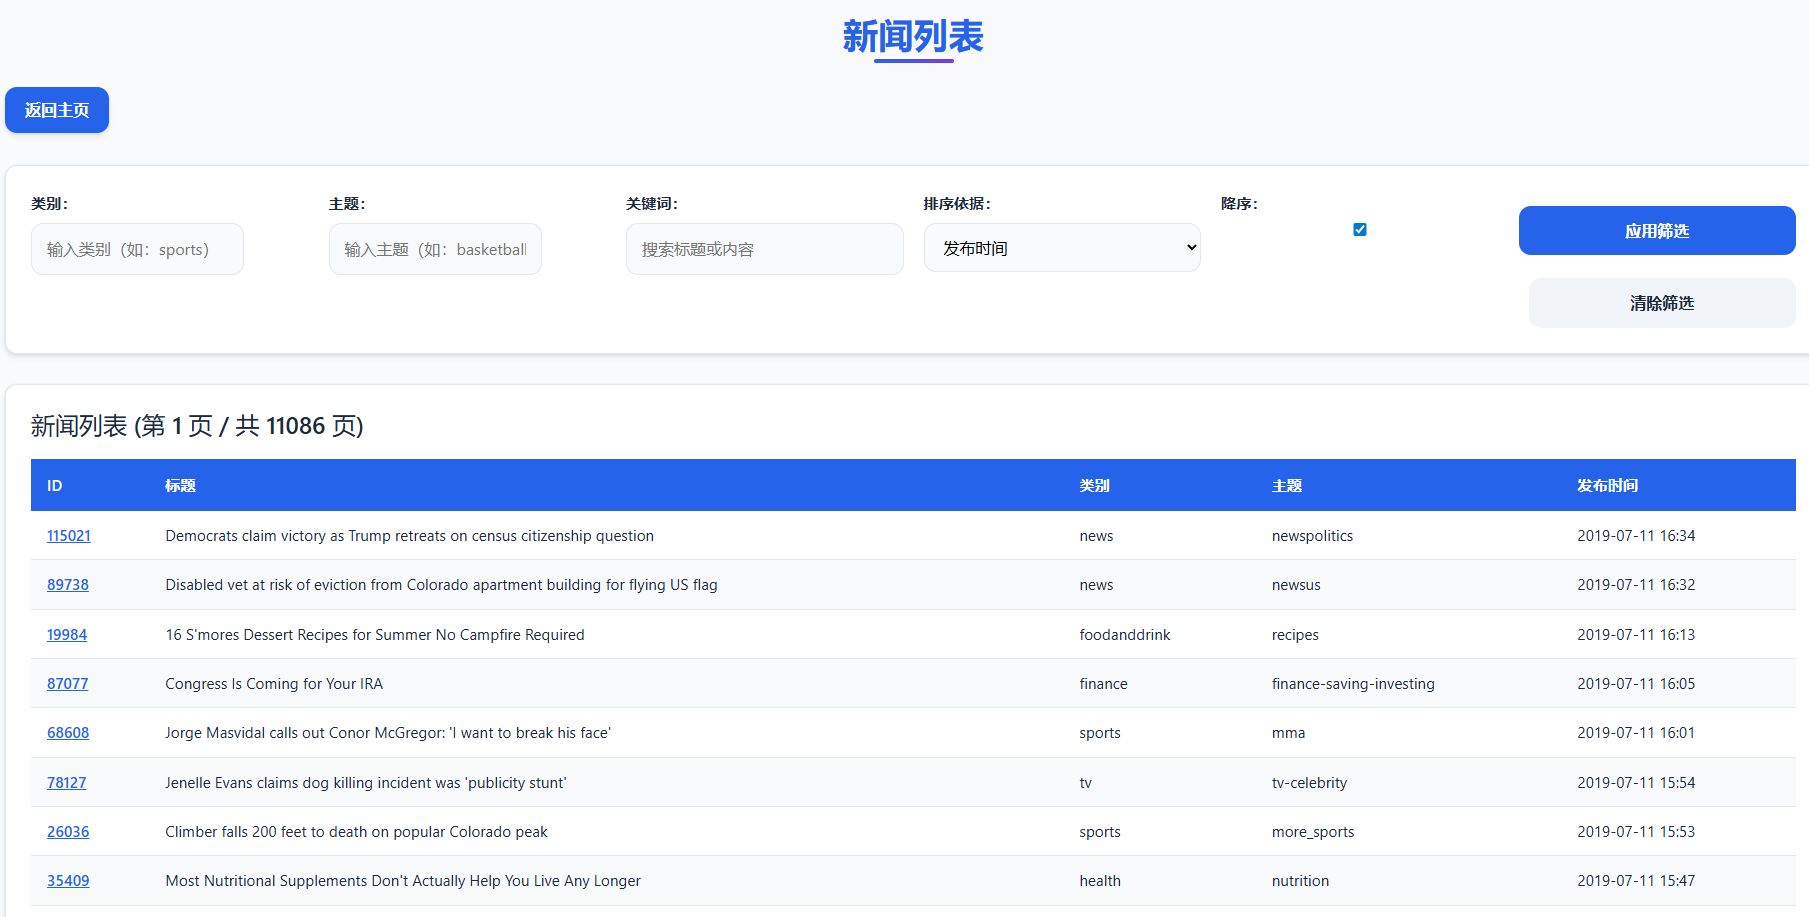 新闻列表
返回主页
类别：
主题：
关键词：
排序依据：
降序：
输入类别（如：sports）
输入主题（如：basketball
搜索标题或内容
发布时间
应用筛选
清除筛选
新闻列表 (第 1 页 / 共 11086 页)
ID 标题 类别 主题 发布时间
115021 Democrats claim victory as Trump retreats on census citizenship question news newspolitics 2019-07-11 16:34
89738 Disabled vet at risk of eviction from Colorado apartment building for flying US flag news newsus 2019-07-11 16:32
19984 16 S'mores Dessert Recipes for Summer No Campfire Required foodanddrink recipes 2019-07-11 16:13
87077 Congress Is Coming for Your IRA finance finance-saving-investing 2019-07-11 16:05
68608 Jorge Masvidal calls out Conor McGregor: 'I want to break his face' sports mma 2019-07-11 16:01
78127 Jenelle Evans claims dog killing incident was 'publicity stunt' tv tv-celebrity 2019-07-11 15:54
26036 Climber falls 200 feet to death on popular Colorado peak sports more_sports 2019-07-11 15:53
35409 Most Nutritional Supplements Don't Actually Help You Live Any Longer health nutrition 2019-07-11 15:47